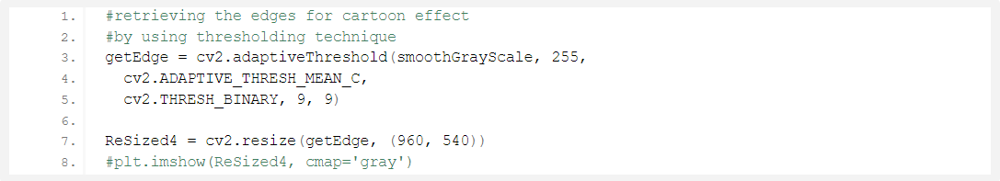 1. #retrieving the edges for cartoon effect
2. #by using thresholding technique
3. getEdge = cv2.adaptiveThreshold(smoothGrayScale, 255,
4.   cv2.ADAPTIVE_THRESH_MEAN_C,
5.   cv2.THRESH_BINARY, 9, 9)
6.
7. ReSized4 = cv2.resize(getEdge, (960, 540))
8. #plt.imshow(ReSized4, cmap='gray')